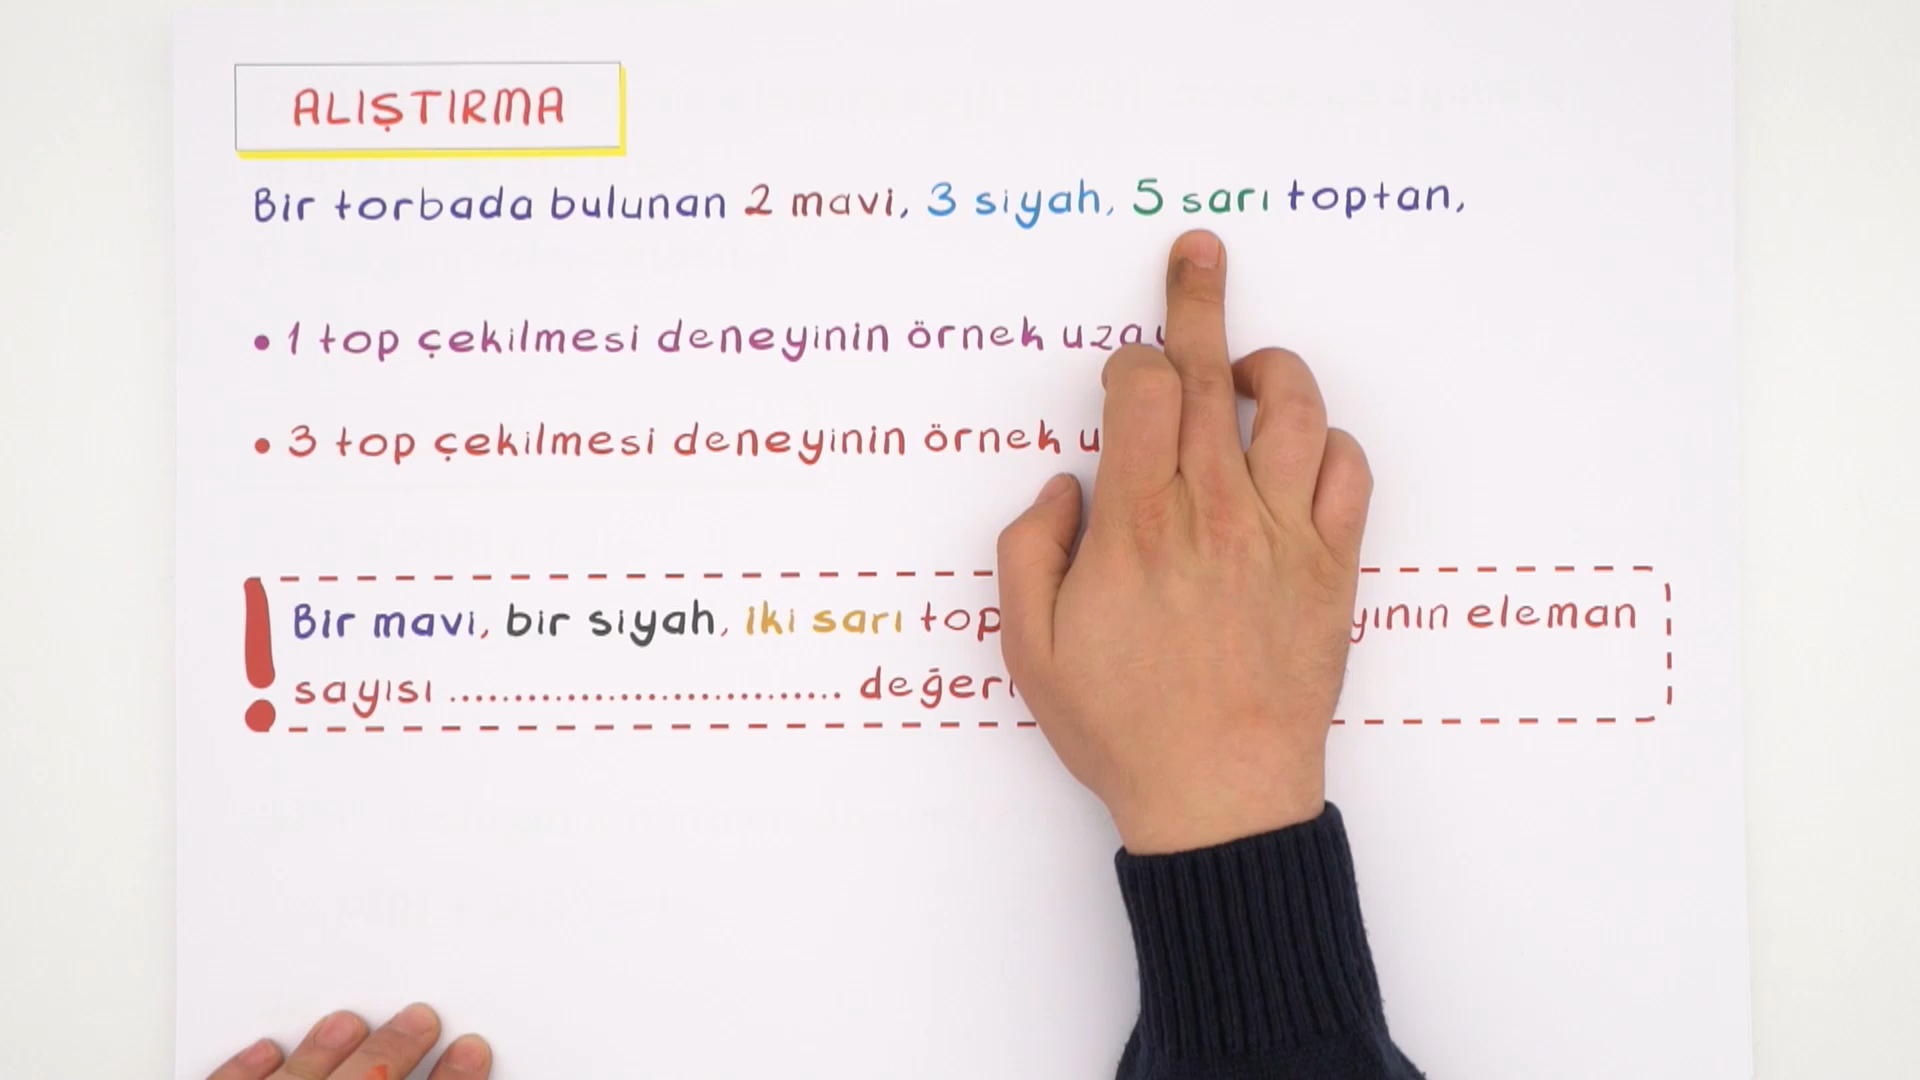 ALIŞTIRMA
Bir torbada bulunan 2 mavi, 3 siyah, 5 sarı toptan,
• 1 top çekilmesi deneyinin örnek
• 3 top çekilmesi deneyinin örnek
Bir mavi, bir siyah, iki sarı top eleman
sayısı ..............................